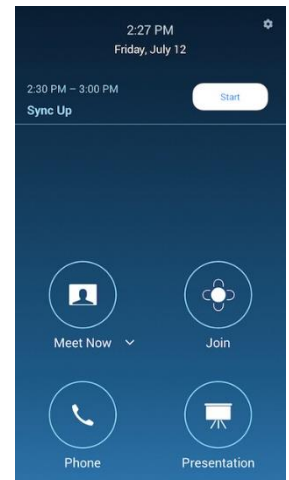 2:27 PM
Friday, July 12
2:30 PM – 3:00 PM
Sync Up
Start
Meet Now
Join
Phone
Presentation